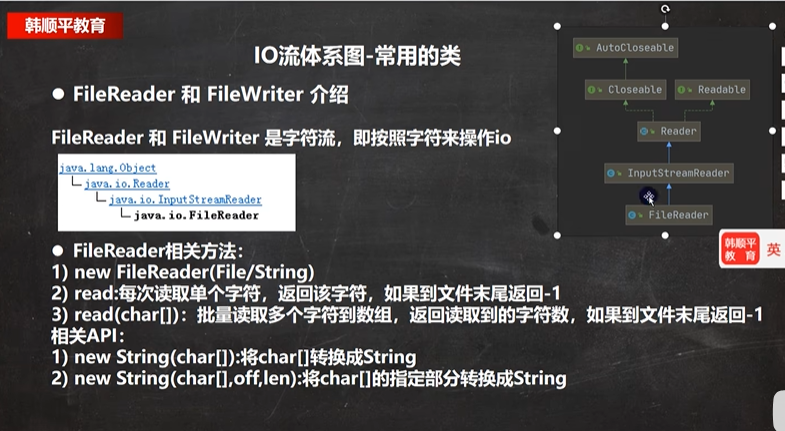 韩顺平教育
IO流体系图-常用的类
● FileReader 和 FileWriter 介绍
FileReader 和 FileWriter 是字符流，即按照字符来操作io
java.lang.Object
java.io.Reader
java.io.InputStreamReader
java.io.FileReader
● FileReader相关方法：
1) new FileReader(File/String)
2) read:每次读取单个字符，返回该字符，如果到文件末尾返回-1
3) read(char[])：批量读取多个字符到数组，返回读取到的字符数，如果到文件末尾返回-1
相关API：
1) new String(char[]):将char[]转换成String
2) new String(char[],off,len):将char[]的指定部分转换成String
AutoCloseable
Closeable
Readable
Reader
InputStreamReader
FileReader
韩顺平
教育
英